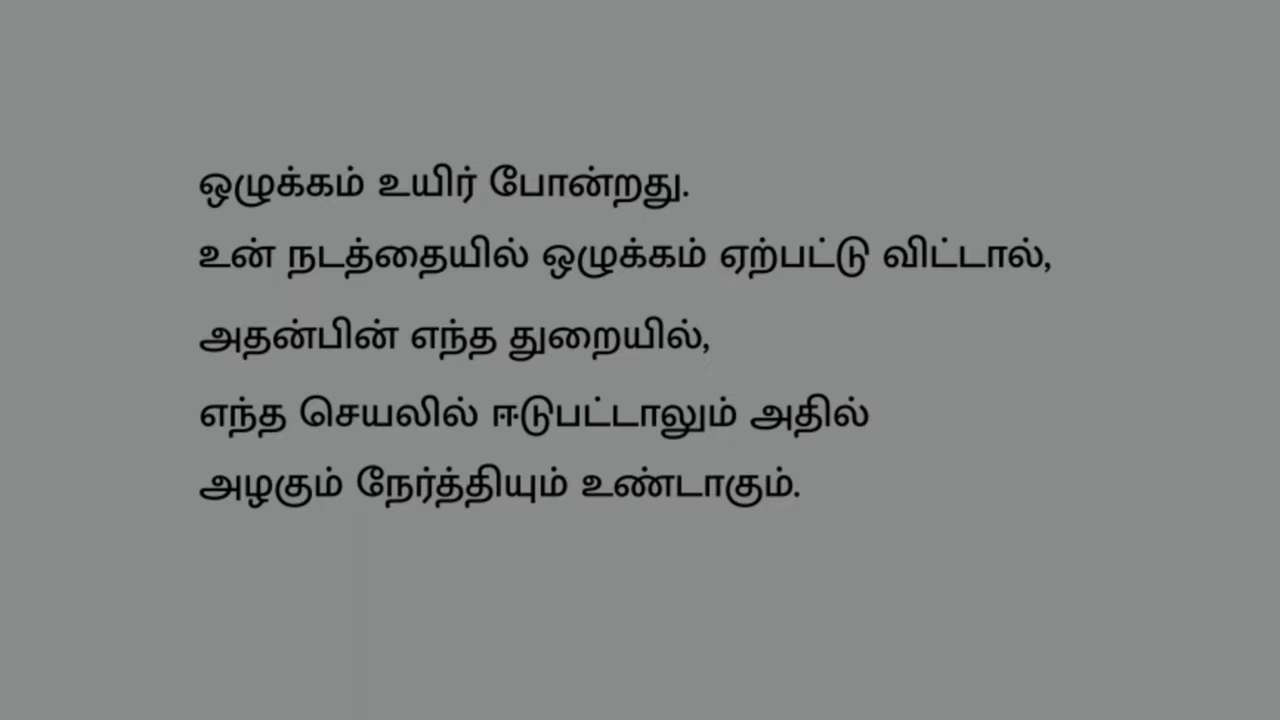 ஒழுக்கம் உயிர் போன்றது.
உன் நடத்தையில் ஒழுக்கம் ஏற்பட்டு விட்டால்,
அதன்பின் எந்த துறையில்,
எந்த செயலில் ஈடுபட்டாலும் அதில்
அழகும் நேர்த்தியும் உண்டாகும்.